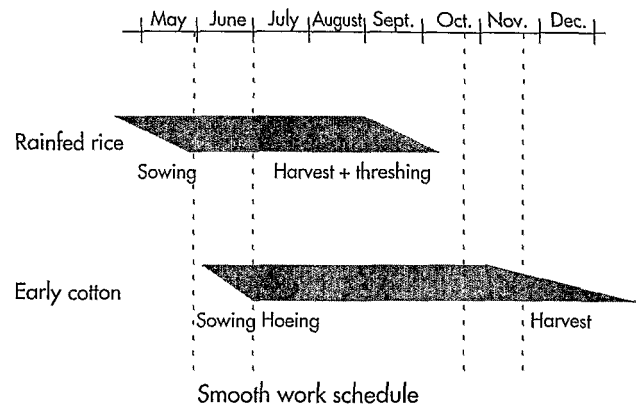 May June July August Sept. Oct. Nov. Dec.
Rainfed rice
Sowing Harvest + threshing
Early cotton
Sowing Hoeing Harvest
Smooth work schedule